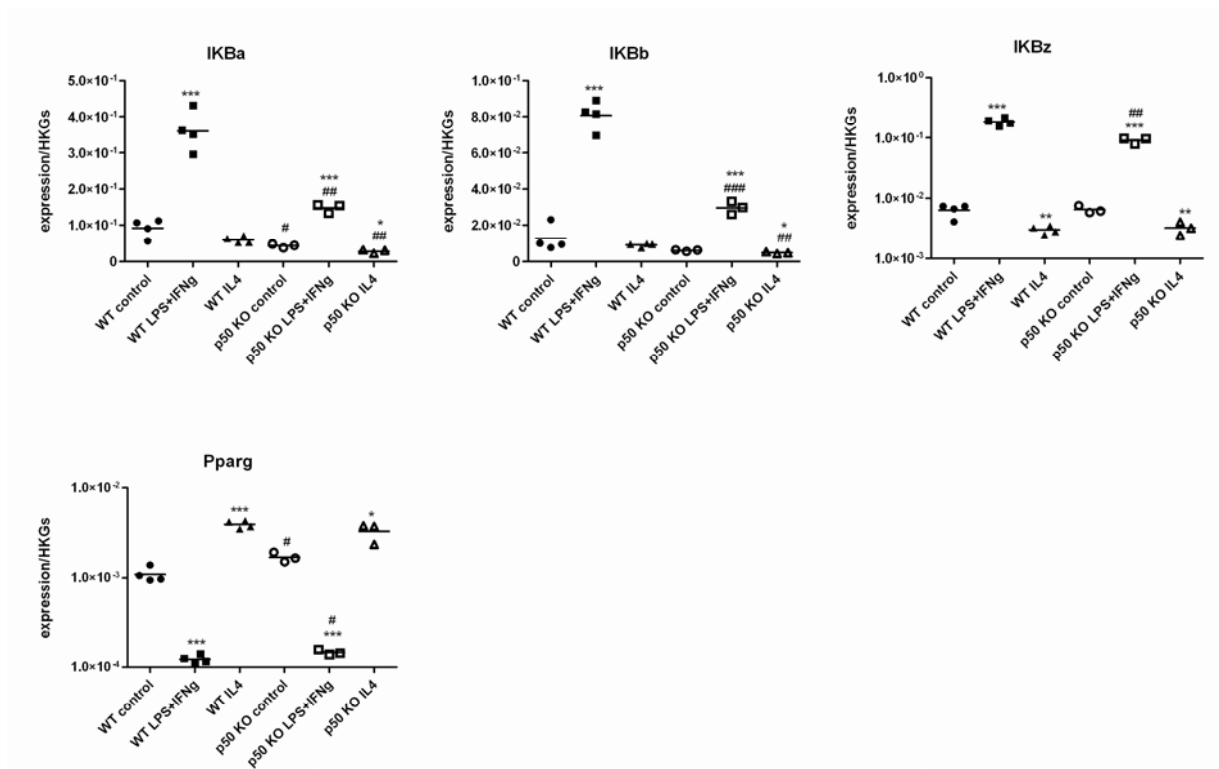 IKBa
expression/HKGs
5.0×10⁻¹
4.0×10⁻¹
3.0×10⁻¹
2.0×10⁻¹
1.0×10⁻¹
0
***
***
##
#
*
##
WT control
WT LPS+IFNg
WT IL4
p50 KO control
p50 KO LPS+IFNg
p50 KO IL4
IKBb
expression/HKGs
1.0×10⁻¹
8.0×10⁻²
6.0×10⁻²
4.0×10⁻²
2.0×10⁻²
0
***
***
###
*
##
WT control
WT LPS+IFNg
WT IL4
p50 KO control
p50 KO LPS+IFNg
p50 KO IL4
IKBz
expression/HKGs
1.0×10⁰
1.0×10⁻¹
1.0×10⁻²
1.0×10⁻³
***
##
***
**
**
WT control
WT LPS+IFNg
WT IL4
p50 KO control
p50 KO LPS+IFNg
p50 KO IL4
Pparg
expression/HKGs
1.0×10⁻²
1.0×10⁻³
1.0×10⁻⁴
***
***
#
#
***
*
WT control
WT LPS+IFNg
WT IL4
p50 KO control
p50 KO LPS+IFNg
p50 KO IL4